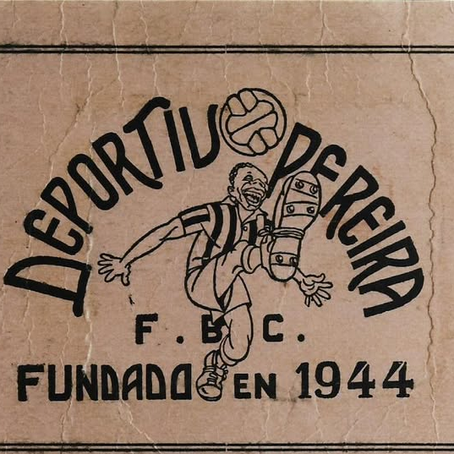 DEPORTIVO PEREIRA
F.B.C.
FUNDADO EN 1944